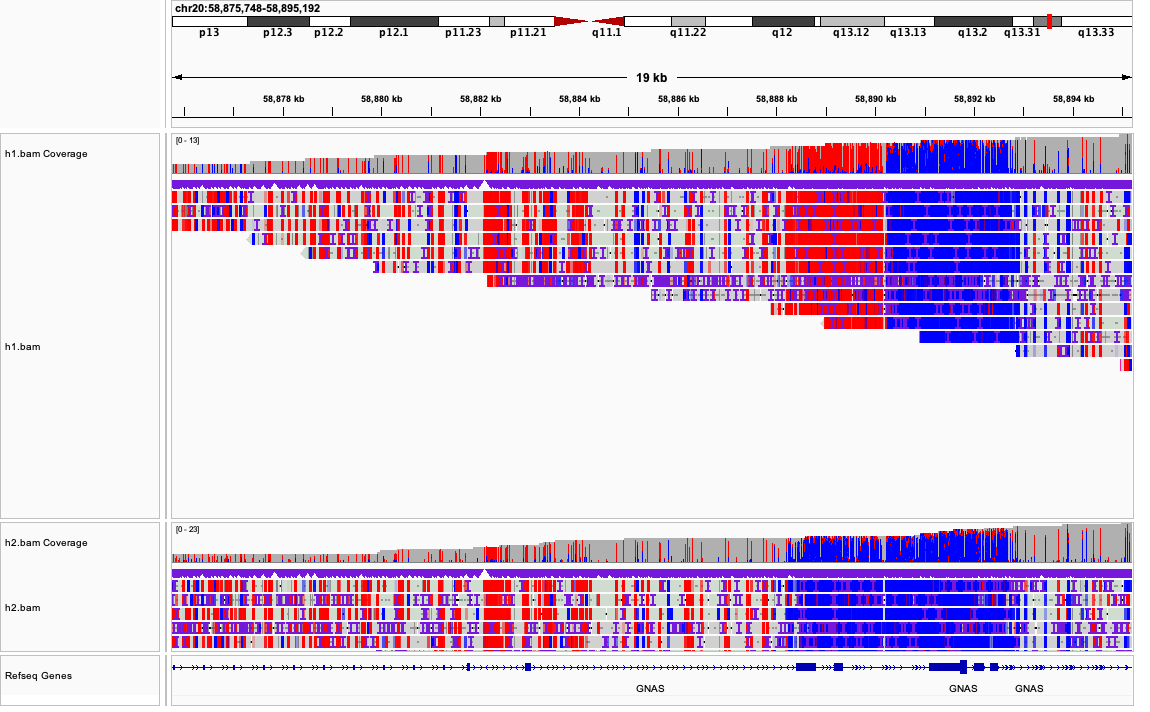 chr20:58,875,748-58,895,192
p13 p12.3 p12.2 p12.1 p11.23 p11.21 q11.1 q11.22 q12 q13.12 q13.13 q13.2 q13.31 q13.33
19 kb
58,878 kb 58,880 kb 58,882 kb 58,884 kb 58,886 kb 58,888 kb 58,890 kb 58,892 kb 58,894 kb
[0 - 13]
h1.bam Coverage
h1.bam
[0 - 23]
h2.bam Coverage
h2.bam
Refseq Genes
GNAS GNAS GNAS